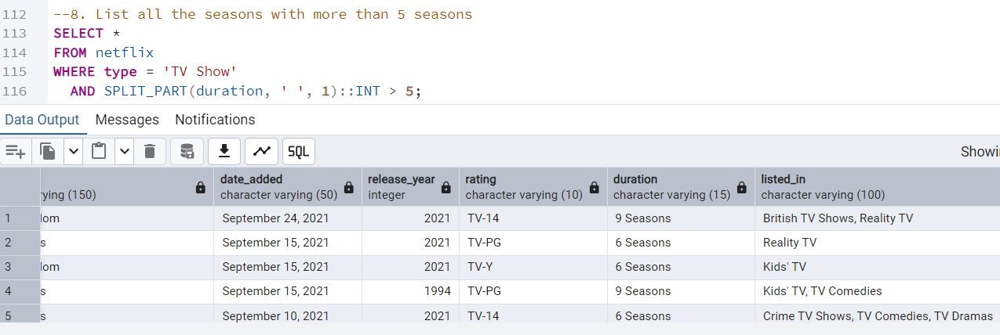 112 --8. List all the seasons with more than 5 seasons
113 SELECT *
114 FROM netflix
115 WHERE type = 'TV Show'
116 AND SPLIT_PART(duration, ' ', 1)::INT > 5;
Data Output Messages Notifications
SQL Showi
date_added release_year rating duration listed_in
rying (150) character varying (50) integer character varying (10) character varying (15) character varying (100)
1 dom September 24, 2021 2021 TV-14 9 Seasons British TV Shows, Reality TV
2 s September 15, 2021 2021 TV-PG 6 Seasons Reality TV
3 dom September 15, 2021 2021 TV-Y 6 Seasons Kids' TV
4 s September 15, 2021 1994 TV-PG 9 Seasons Kids' TV, TV Comedies
5 s September 10, 2021 2021 TV-14 6 Seasons Crime TV Shows, TV Comedies, TV Dramas